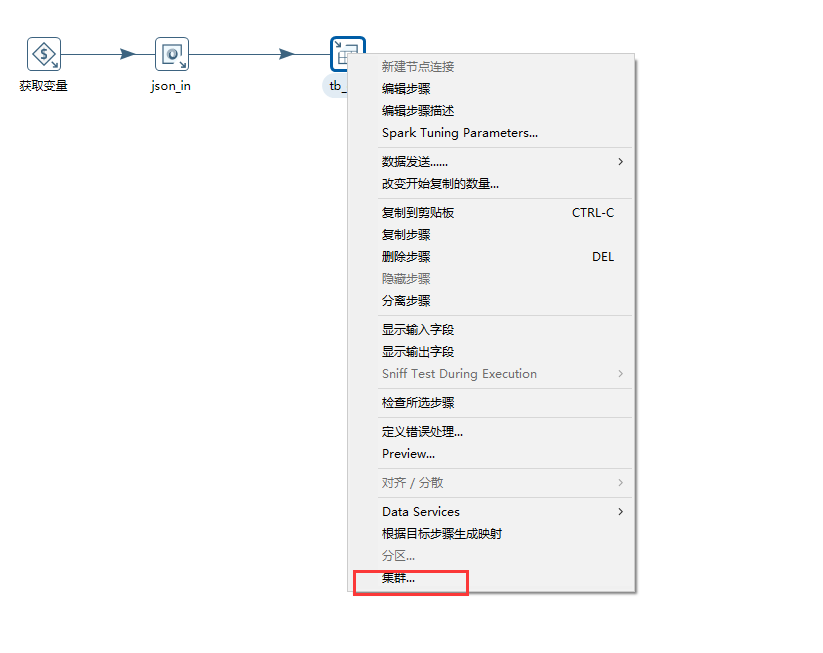 获取变量
json_in
tb_
新建节点连接
编辑步骤
编辑步骤描述
Spark Tuning Parameters...
数据发送......
改变开始复制的数量...
复制到剪贴板 CTRL-C
复制步骤
删除步骤 DEL
隐藏步骤
分离步骤
显示输入字段
显示输出字段
Sniff Test During Execution
检查所选步骤
定义错误处理...
Preview...
对齐 / 分散
Data Services
根据目标步骤生成映射
分区...
集群...